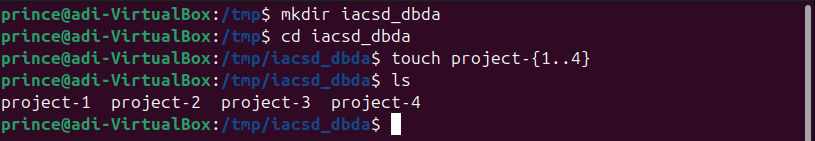 prince@adi-VirtualBox:/tmp$ mkdir iacsd_dbda
prince@adi-VirtualBox:/tmp$ cd iacsd_dbda
prince@adi-VirtualBox:/tmp/iacsd_dbda$ touch project-{1..4}
prince@adi-VirtualBox:/tmp/iacsd_dbda$ ls
project-1  project-2  project-3  project-4
prince@adi-VirtualBox:/tmp/iacsd_dbda$